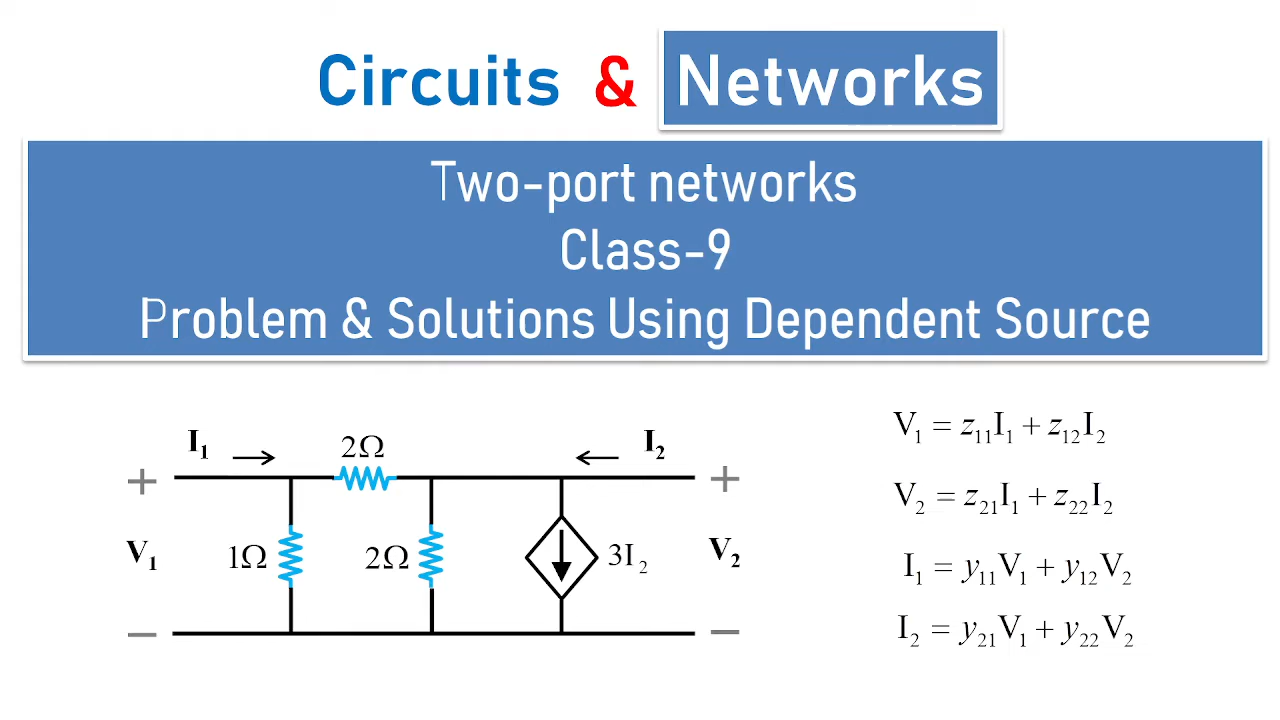 Circuits & Networks
Two-port networks
Class-9
Problem & Solutions Using Dependent Source
I₁ 2Ω I₂
+ +
V₁ 1Ω 2Ω 3I₂ V₂
− −
V₁ = z₁₁I₁ + z₁₂I₂
V₂ = z₂₁I₁ + z₂₂I₂
I₁ = y₁₁V₁ + y₁₂V₂
I₂ = y₂₁V₁ + y₂₂V₂